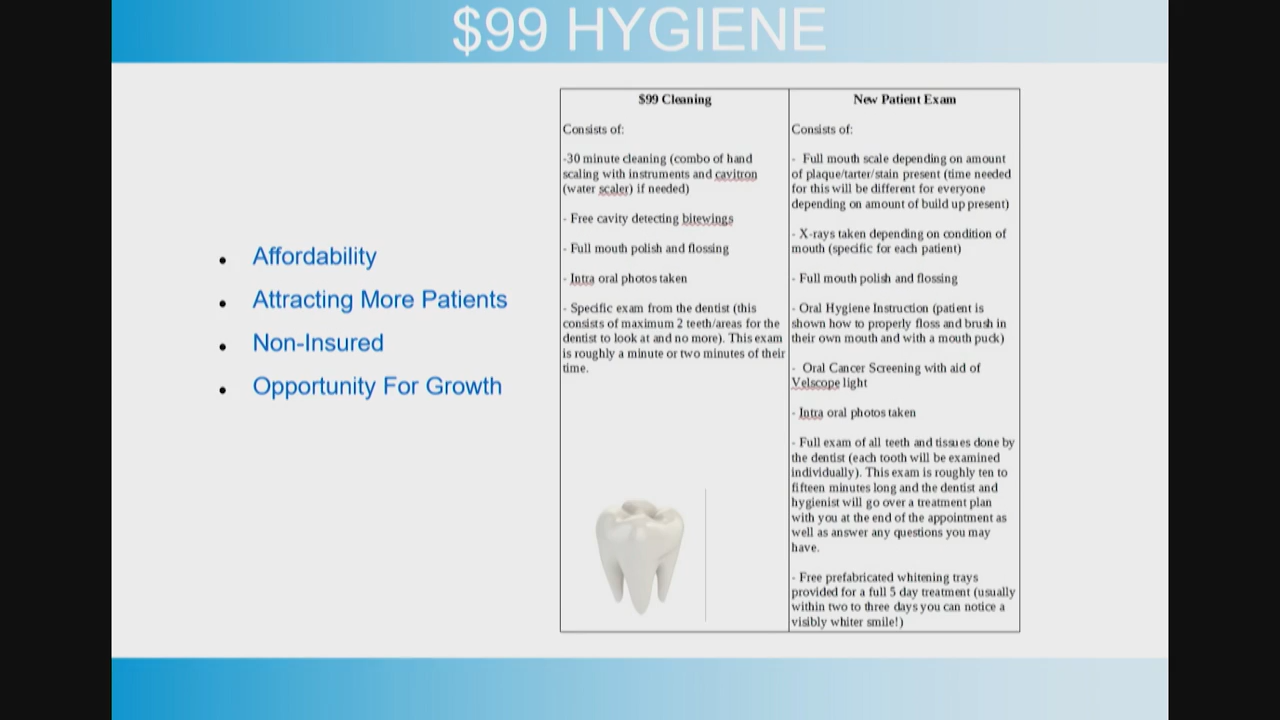 $99 HYGIENE
Affordability
Attracting More Patients
Non-Insured
Opportunity For Growth
$99 Cleaning
Consists of:
-30 minute cleaning (combo of hand
scaling with instruments and cavitron
(water scaler) if needed)
- Free cavity detecting bitewings
- Full mouth polish and flossing
- Intra oral photos taken
- Specific exam from the dentist (this
consists of maximum 2 teeth/areas for the
dentist to look at and no more). This exam
is roughly a minute or two minutes of their
time.
New Patient Exam
Consists of:
- Full mouth scale depending on amount
of plaque/tarter/stain present (time needed
for this will be different for everyone
depending on amount of build up present)
- X-rays taken depending on condition of
mouth (specific for each patient)
- Full mouth polish and flossing
- Oral Hygiene Instruction (patient is
shown how to properly floss and brush in
their own mouth and with a mouth puck)
- Oral Cancer Screening with aid of
Velscope light
- Intra oral photos taken
- Full exam of all teeth and tissues done by
the dentist (each tooth will be examined
individually). This exam is roughly ten to
fifteen minutes long and the dentist and
hygienist will go over a treatment plan
with you at the end of the appointment as
well as answer any questions you may
have.
- Free prefabricated whitening trays
provided for a full 5 day treatment (usually
within two to three days you can notice a
visibly whiter smile!)